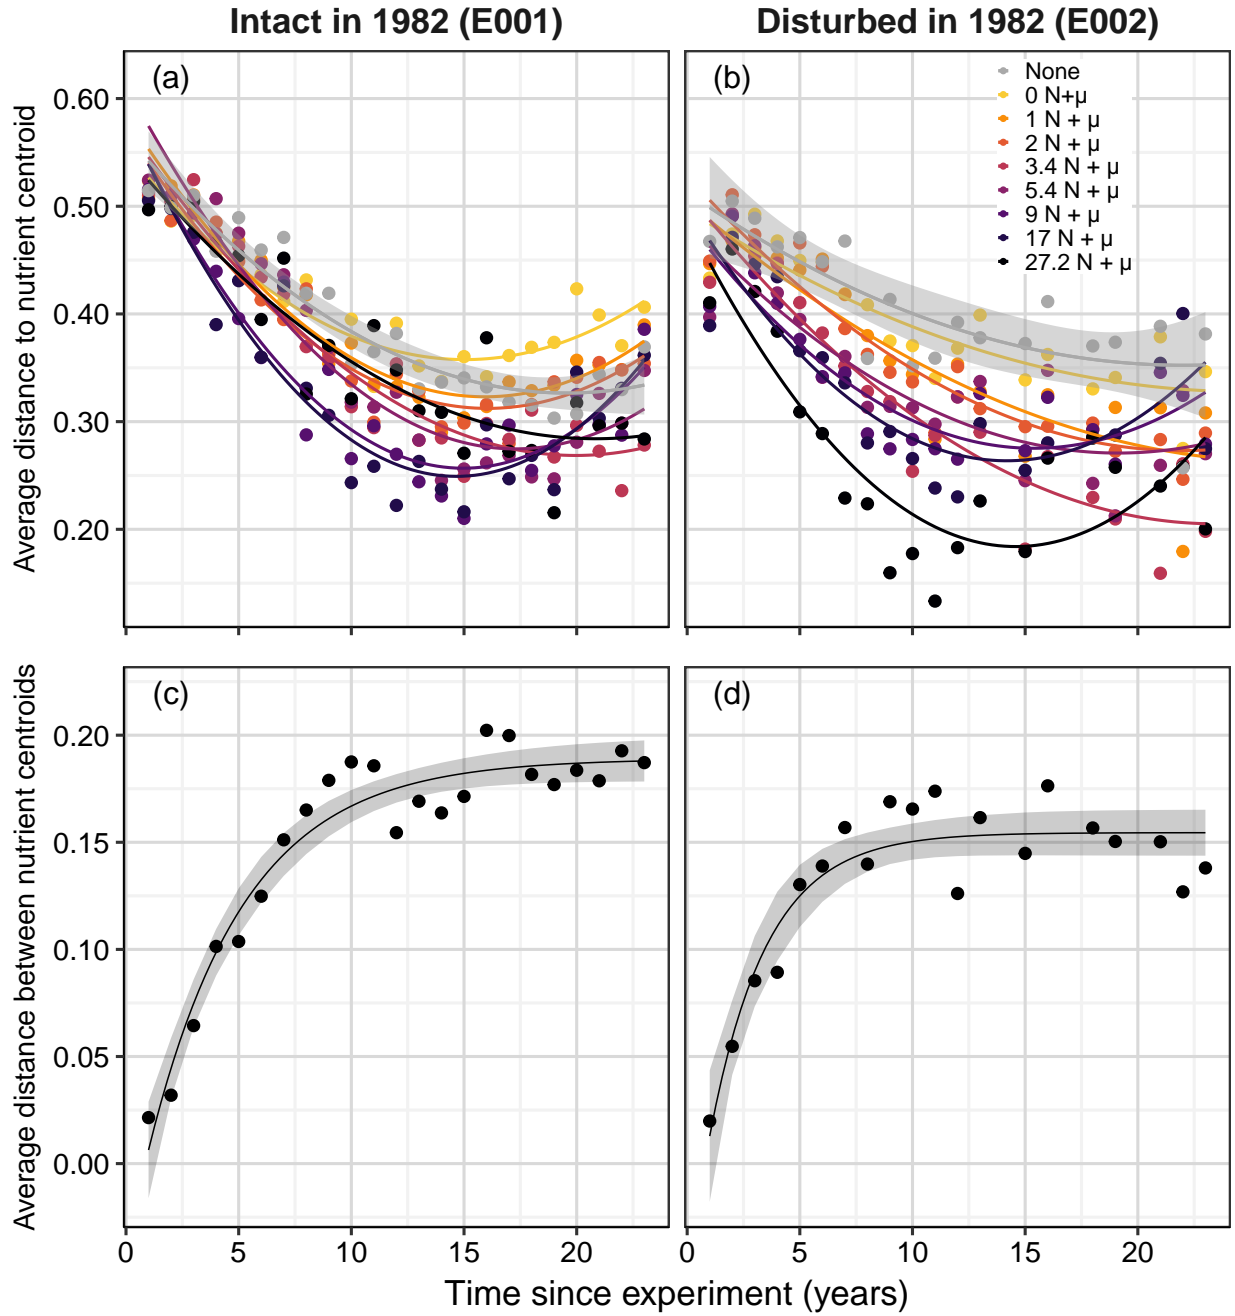 Intact in 1982 (E001)
Disturbed in 1982 (E002)
(a)
(b)
None
0 N+μ
1 N + μ
2 N + μ
3.4 N + μ
5.4 N + μ
9 N + μ
17 N + μ
27.2 N + μ
Average distance to nutrient centroid
0.60
0.50
0.40
0.30
0.20
(c)
(d)
Average distance between nutrient centroids
0.20
0.15
0.10
0.05
0.00
0 5 10 15 20
0 5 10 15 20
Time since experiment (years)